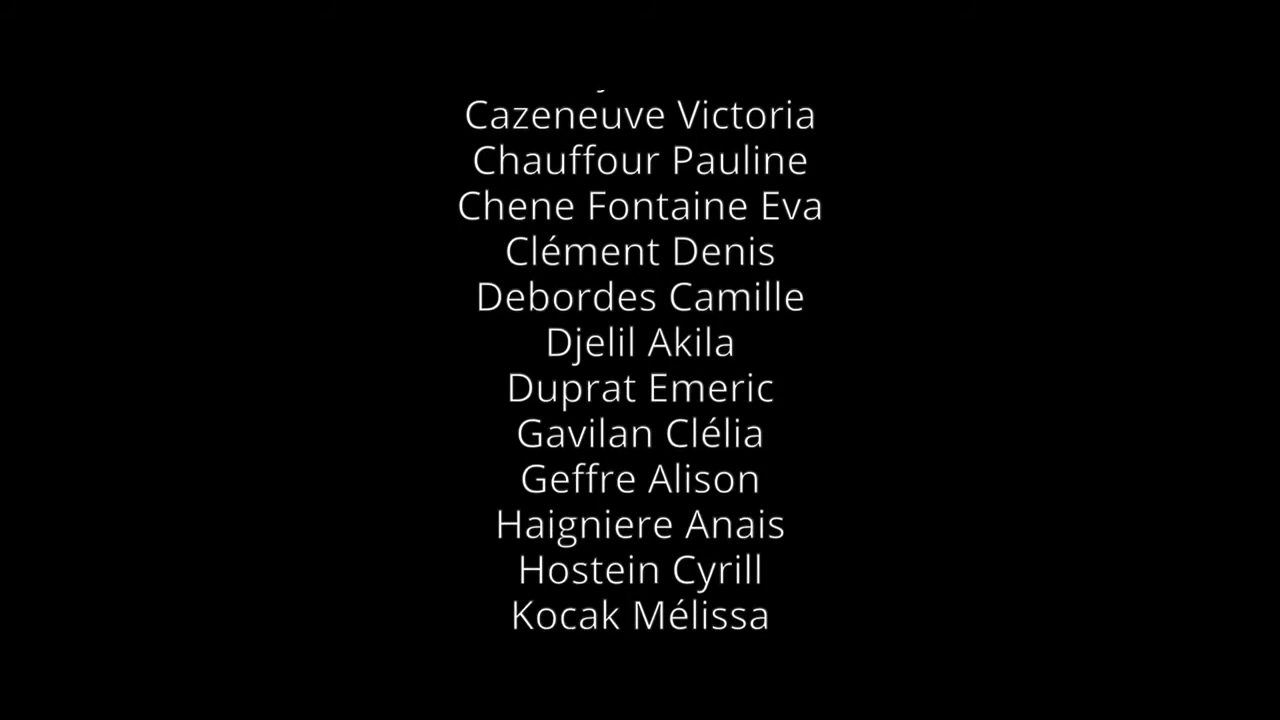 Cazeneuve Victoria
Chauffour Pauline
Chene Fontaine Eva
Clément Denis
Debordes Camille
Djelil Akila
Duprat Emeric
Gavilan Clélia
Geffre Alison
Haigniere Anais
Hostein Cyrill
Kocak Mélissa